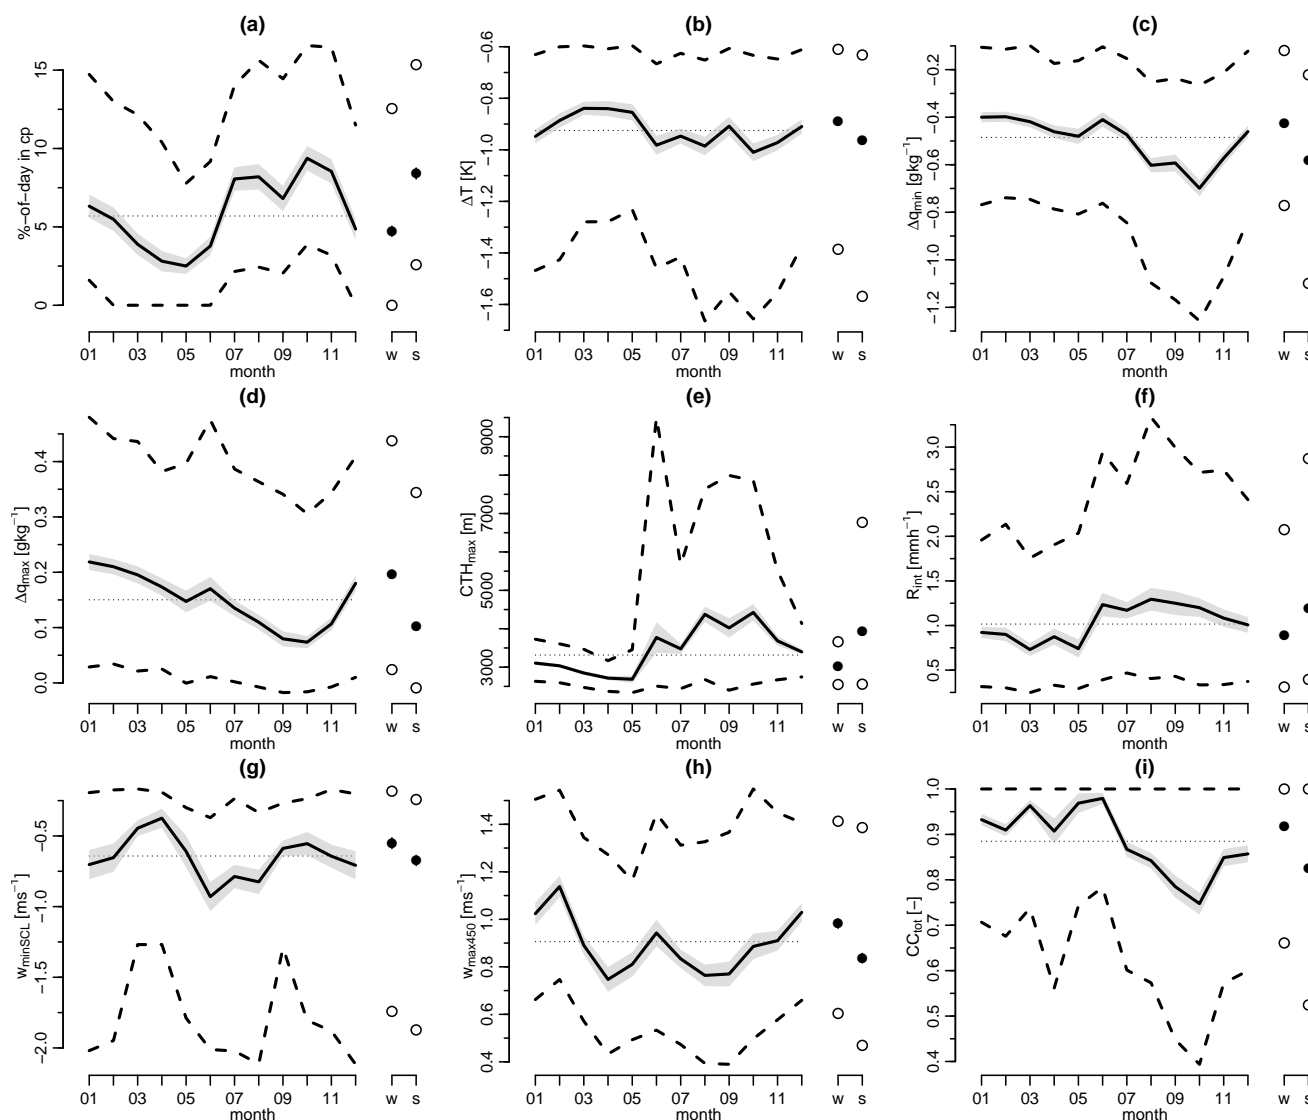 (a)
%−of−day in cp
0 5 10 15
01 03 05 07 09 11 w s
month
(b)
ΔT [K]
−1.6 −1.4 −1.2 −1.0 −0.8 −0.6
01 03 05 07 09 11 w s
month
(c)
Δqmin [gkg−1]
−1.2 −1.0 −0.8 −0.6 −0.4 −0.2
01 03 05 07 09 11 w s
month
(d)
Δqmax [gkg−1]
0.0 0.1 0.2 0.3 0.4
01 03 05 07 09 11 w s
month
(e)
CTHmax [m]
3000 5000 7000 9000
01 03 05 07 09 11 w s
month
(f)
Rint [mmh−1]
0.5 1.0 1.5 2.0 2.5 3.0
01 03 05 07 09 11 w s
month
(g)
wminSCL [ms−1]
−2.0 −1.5 −1.0 −0.5
01 03 05 07 09 11 w s
month
(h)
wmax450 [ms−1]
0.4 0.6 0.8 1.0 1.2 1.4
01 03 05 07 09 11 w s
month
(i)
CCtot [−]
0.4 0.5 0.6 0.7 0.8 0.9 1.0
01 03 05 07 09 11 w s
month